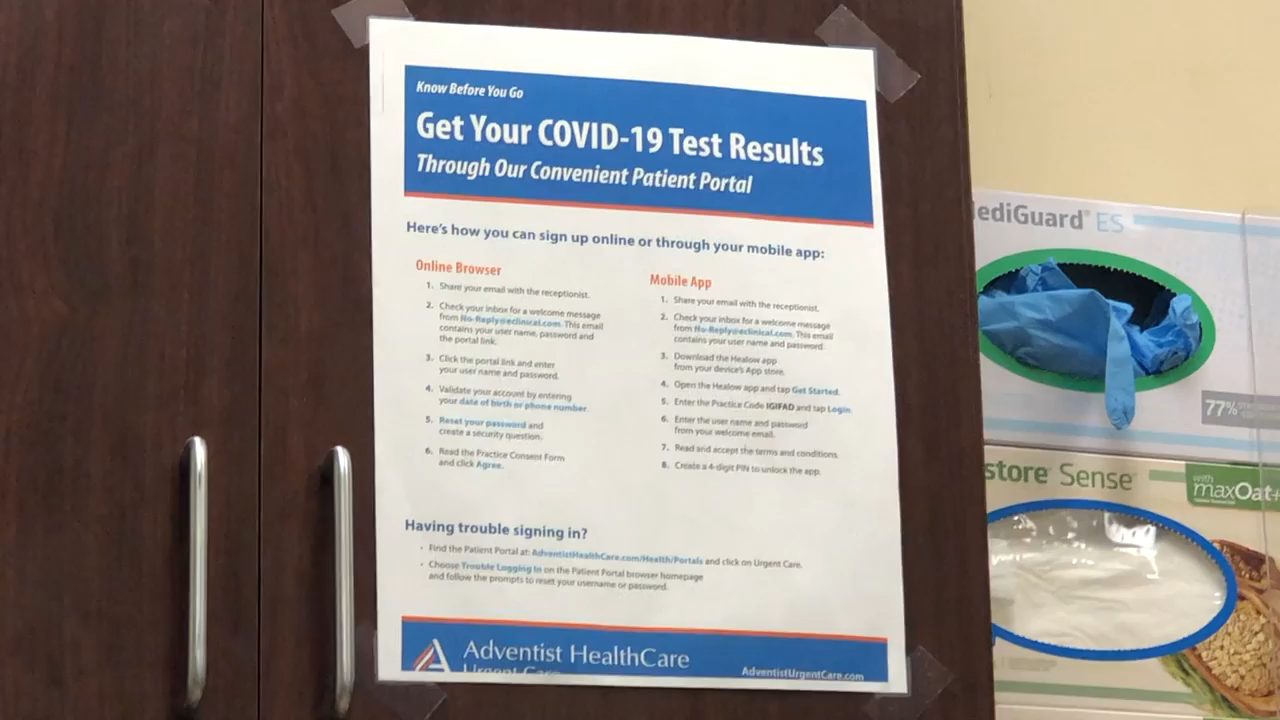 Know Before You Go
Get Your COVID-19 Test Results
Through Our Convenient Patient Portal
Here's how you can sign up online or through your mobile app:
Online Browser
1. Share your email with the receptionist.
2. Check your inbox for a welcome message
from No-Reply@eclinical.com. This email
contains your user name, password and
the portal link.
3. Click the portal link and enter
your user name and password.
4. Validate your account by entering
your date of birth or phone number.
5. Reset your password and
create a security question.
6. Read the Practice Consent Form
and click Agree.
Mobile App
1. Share your email with the receptionist.
2. Check your inbox for a welcome message
from No-Reply@eclinical.com. This email
contains your user name and password.
3. Download the Healow app
from your device's App store.
4. Open the Healow app and tap Get Started.
5. Enter the Practice Code IGIFAD and tap Login.
6. Enter the user name and password
from your welcome email.
7. Read and accept the terms and conditions.
8. Create a 4-digit PIN to unlock the app.
Having trouble signing in?
• Find the Patient Portal at: AdventistHealthCare.com/Health/Portals and click on Urgent Care.
• Choose Trouble Logging In on the Patient Portal browser homepage
and follow the prompts to reset your username or password.
Adventist HealthCare
Urgent Care
AdventistUrgentCare.com
ediGuard® ES
77%
store Sense
with
maxOat+